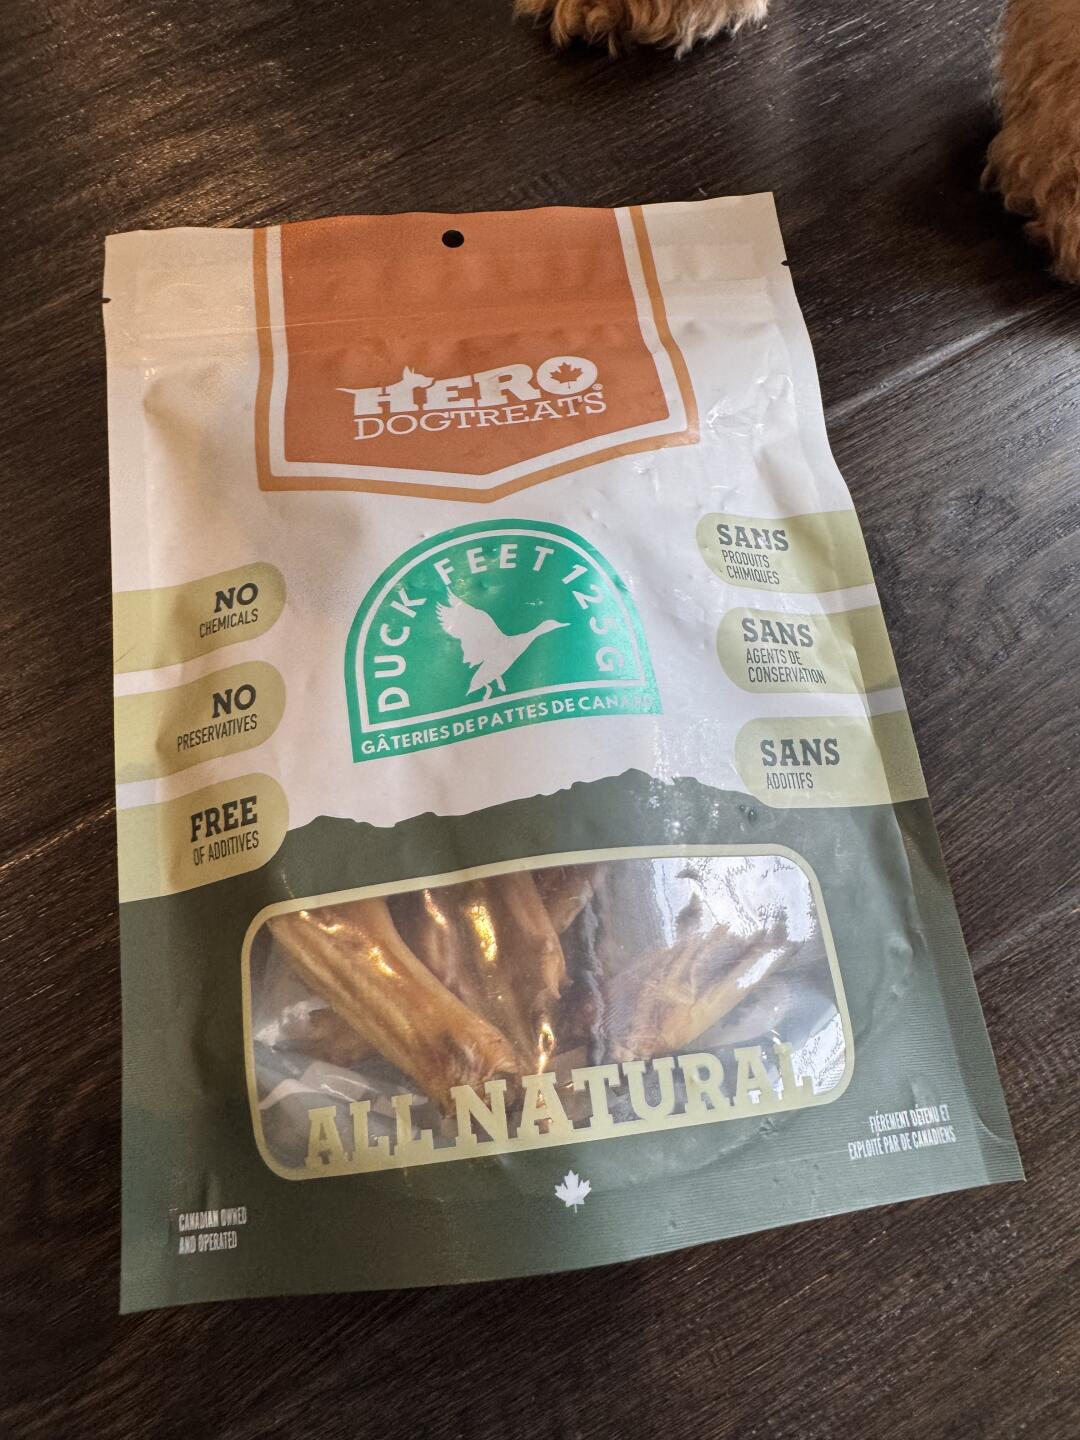 HERO
DOGTREATS
DUCK FEET 125G
GÂTERIES DE PATTES DE CANARD
NO
CHEMICALS
NO
PRESERVATIVES
FREE
OF ADDITIVES
SANS
PRODUITS
CHIMIQUES
SANS
AGENTS DE
CONSERVATION
SANS
ADDITIFS
ALL NATURAL
CANADIAN OWNED
AND OPERATED
FIÈREMENT DÉTENU ET
EXPLOITÉ PAR DE CANADIENS